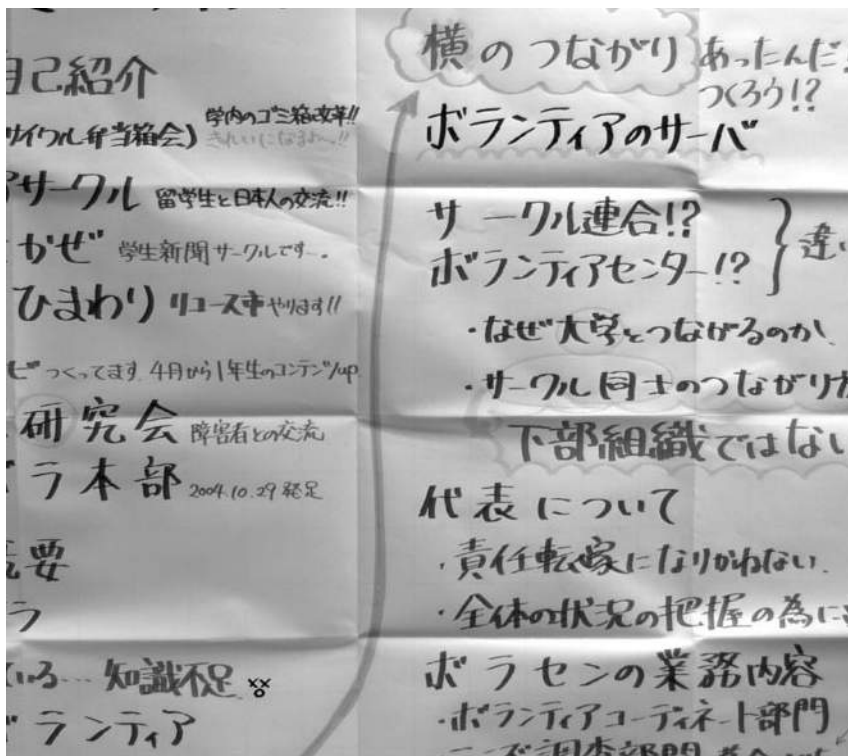 自己紹介
サイクル弁当箱会) 学内のゴミ箱改革!!
きれいになるよ〜!!
サークル 留学生と日本人の交流!!
かぜ 学生新聞サークルです。
ひまわり リユース市やります!!
つくってます. 4月から1年生のコンテンツup
研究会 障害者との交流
ラ本部 2004.10.29 発足
要
ラ
いる… 知識不足
ランティア
横のつながり あったんだ!
つくろう!?
ボランティアのサーバ
サークル連合!?
ボランティアセンター!?
違い
・なぜ大学とつながるのか
・サークル同士のつながりが
下部組織ではない
代表について
・責任転嫁になりかねない.
・全体の状況の把握の為に
ボラセンの業務内容
・ボランティアコーディネート部門
ニーズ調査部門